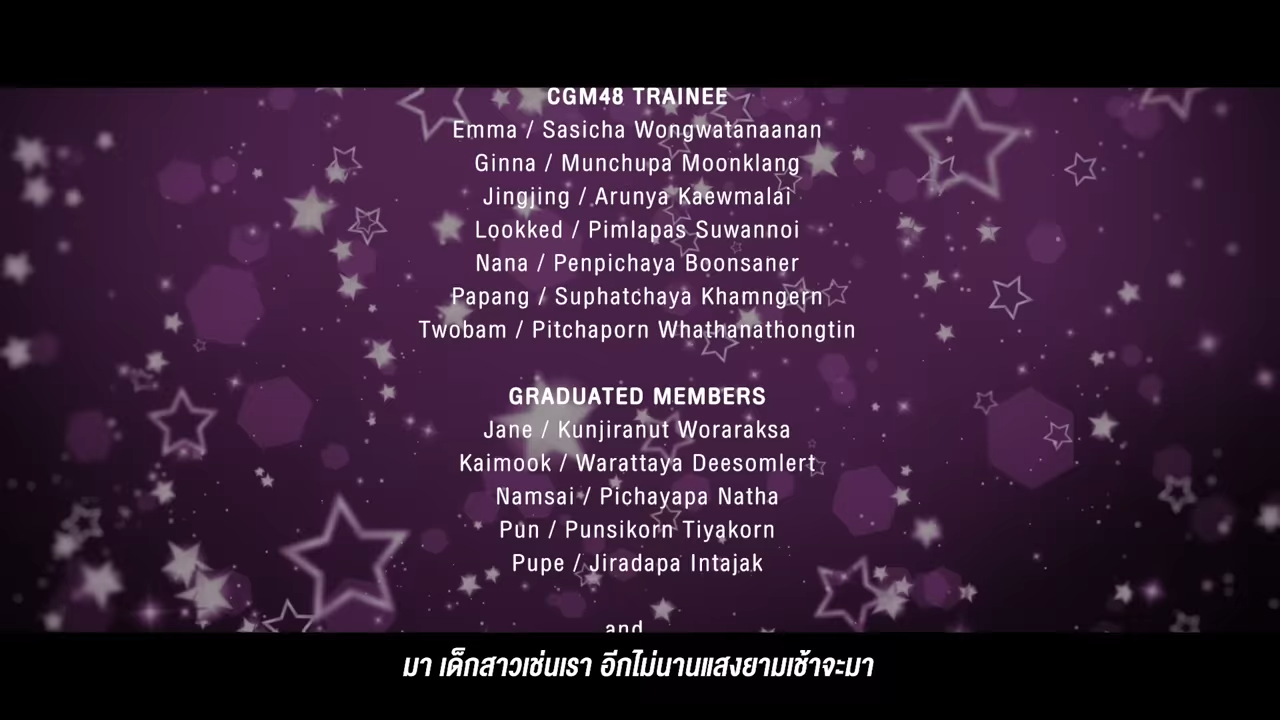 CGM48 TRAINEE
Emma / Sasicha Wongwatanaanan
Ginna / Munchupa Moonklang
Jingjing / Arunya Kaewmalai
Lookked / Pimlapas Suwannoi
Nana / Penpichaya Boonsaner
Papang / Suphatchaya Khamngern
Twobam / Pitchaporn Whathanathongtin
GRADUATED MEMBERS
Jane / Kunjiranut Woraraksa
Kaimook / Warattaya Deesomlert
Namsai / Pichayapa Natha
Pun / Punsikorn Tiyakorn
Pupe / Jiradapa Intajak
and
มา เด็กสาวเช่นเรา อีกไม่นานแสงยามเช้าจะมา